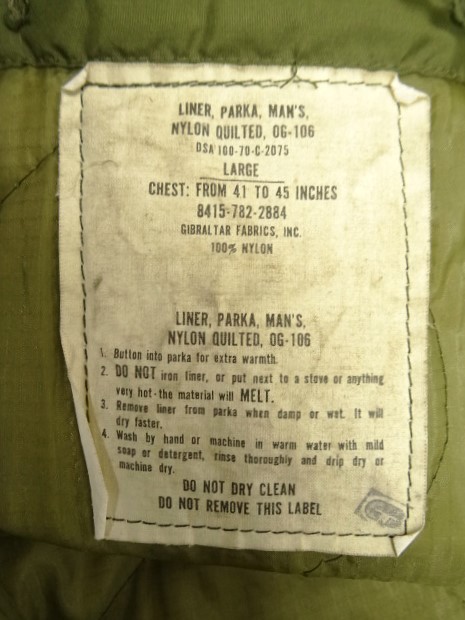 LINER, PARKA, MAN'S,
NYLON QUILTED, OG-106
DSA 100-70-C-2075
LARGE
CHEST: FROM 41 TO 45 INCHES
8415-782-2884
GIBRALTAR FABRICS, INC.
100% NYLON
LINER, PARKA, MAN'S,
NYLON QUILTED, OG-106
1. Button into parka for extra warmth.
2. DO NOT iron liner, or put next to a stove or anything
very hot-the material will MELT.
3. Remove liner from parka when damp or wet. It will
dry faster.
4. Wash by hand or machine in warm water with mild
soap or detergent, rinse thoroughly and drip dry or
machine dry.
DO NOT DRY CLEAN
DO NOT REMOVE THIS LABEL